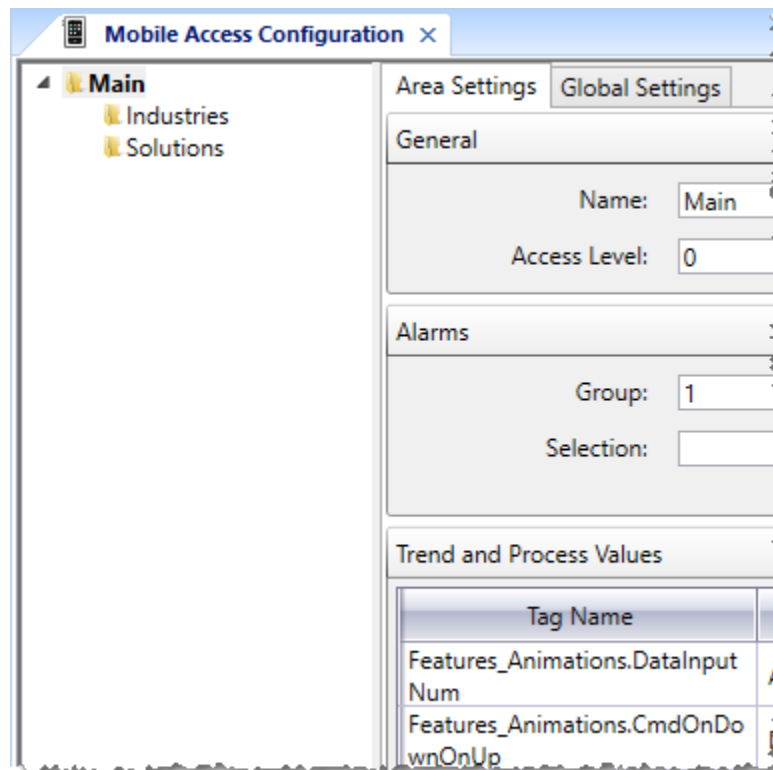 Mobile Access Configuration
Main
Industries
Solutions
Area Settings
Global Settings
General
Name:
Main
Access Level:
0
Alarms
Group:
1
Selection:
Trend and Process Values
Tag Name
Features_Animations.DataInput
Num
Features_Animations.CmdOnDo
wnOnUp